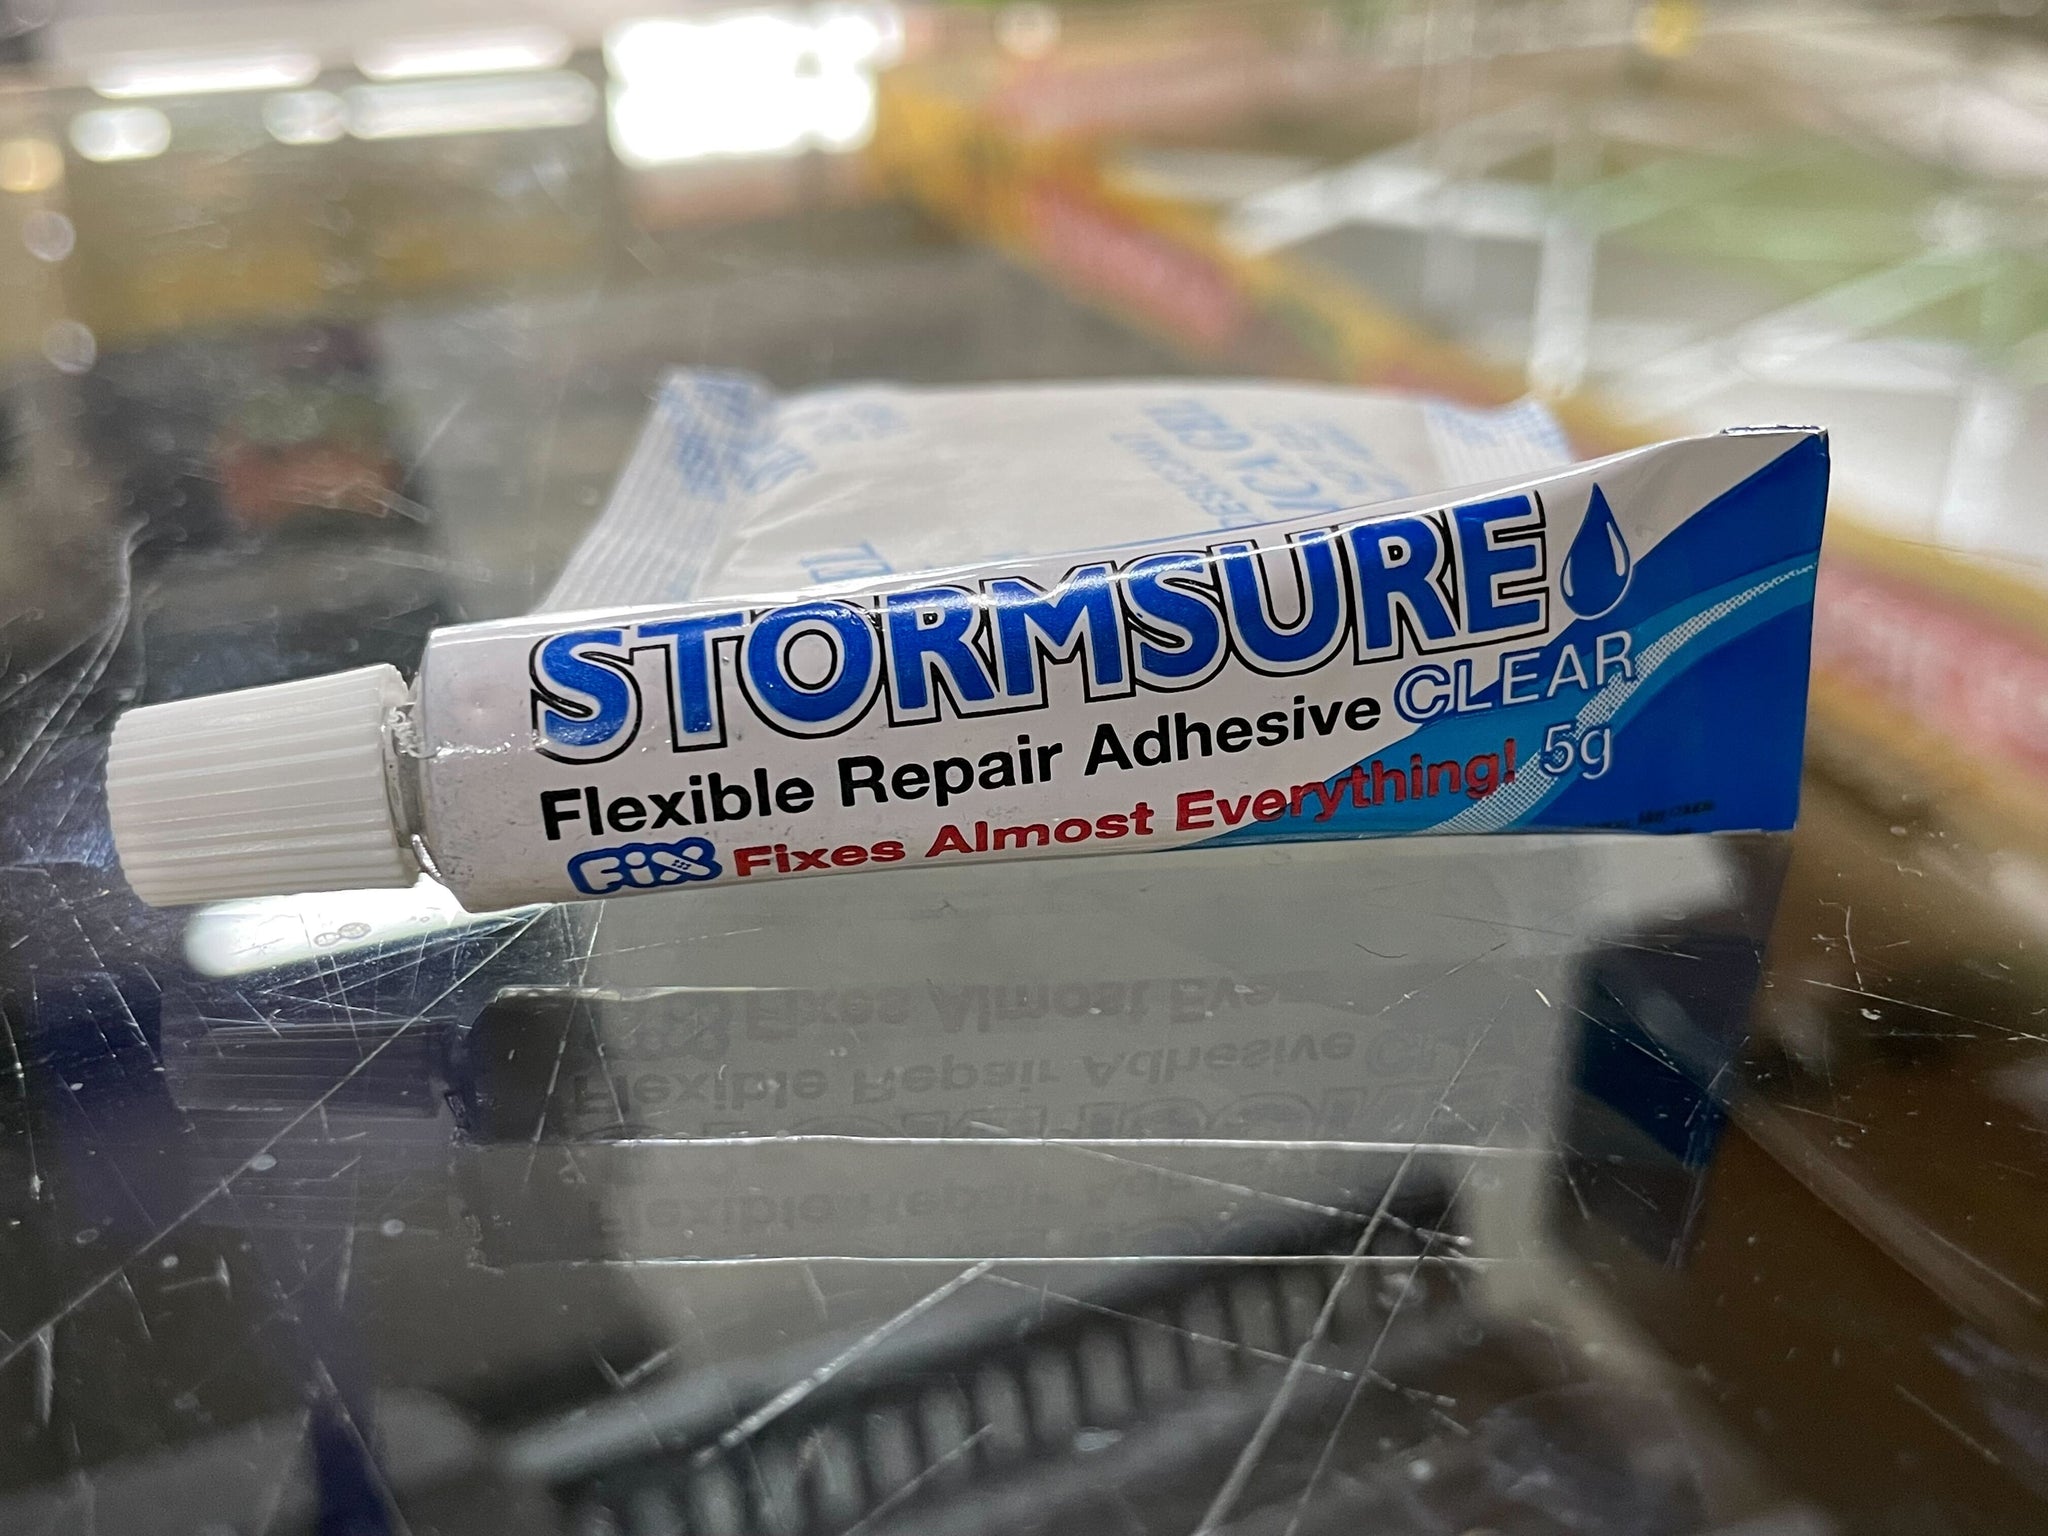 STORMSURE
Flexible Repair Adhesive CLEAR
Fix Fixes Almost Everything! 5g